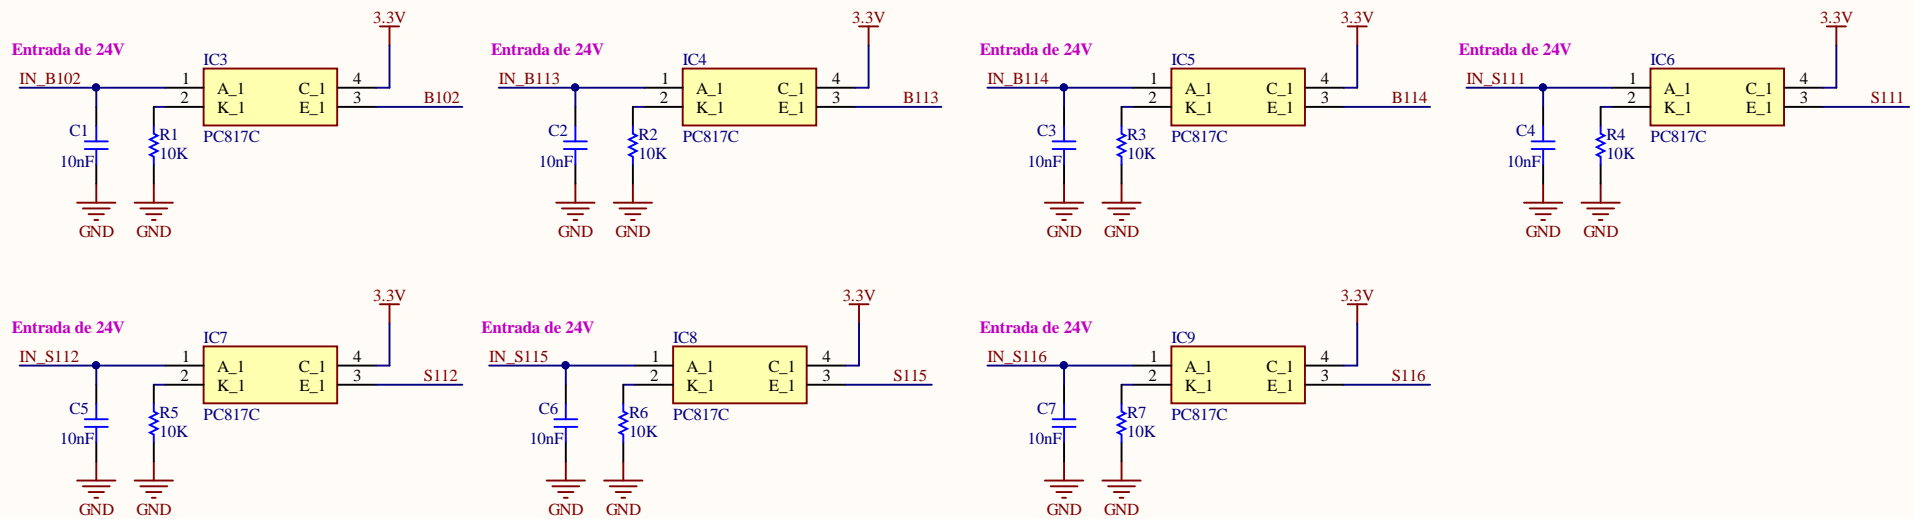 3.3V
Entrada de 24V
IC3
IN_B102
1
A_1
C_1
4
2
K_1
E_1
3
B102
C1
10nF
R1
10K
PC817C
GND
GND
3.3V
Entrada de 24V
IC4
IN_B113
1
A_1
C_1
4
2
K_1
E_1
3
B113
C2
10nF
R2
10K
PC817C
GND
GND
3.3V
Entrada de 24V
IC5
IN_B114
1
A_1
C_1
4
2
K_1
E_1
3
B114
C3
10nF
R3
10K
PC817C
GND
GND
3.3V
Entrada de 24V
IC6
IN_S111
1
A_1
C_1
4
2
K_1
E_1
3
S111
C4
10nF
R4
10K
PC817C
GND
GND
3.3V
Entrada de 24V
IC7
IN_S112
1
A_1
C_1
4
2
K_1
E_1
3
S112
C5
10nF
R5
10K
PC817C
GND
GND
3.3V
Entrada de 24V
IC8
IN_S115
1
A_1
C_1
4
2
K_1
E_1
3
S115
C6
10nF
R6
10K
PC817C
GND
GND
3.3V
Entrada de 24V
IC9
IN_S116
1
A_1
C_1
4
2
K_1
E_1
3
S116
C7
10nF
R7
10K
PC817C
GND
GND